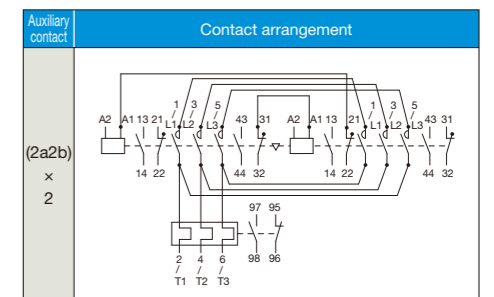 Auxiliary
contact
Contact arrangement
(2a2b)
×
2
1 3 5 1 3 5
A2 A1 13 21 L1 L2 L3 43 31 A2 A1 13 21 L1 L2 L3 43 31
14 22 44 32 14 22 44 32
97 95
98 96
2 4 6
/ / /
T1 T2 T3